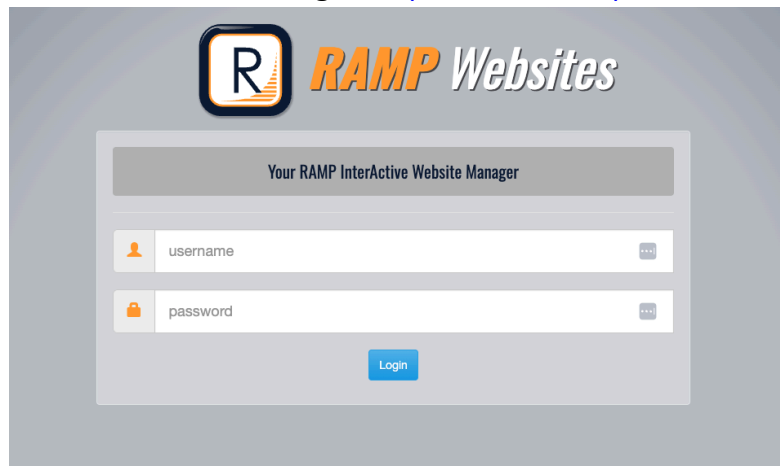 R RAMP Websites
Your RAMP InterActive Website Manager
username
password
Login